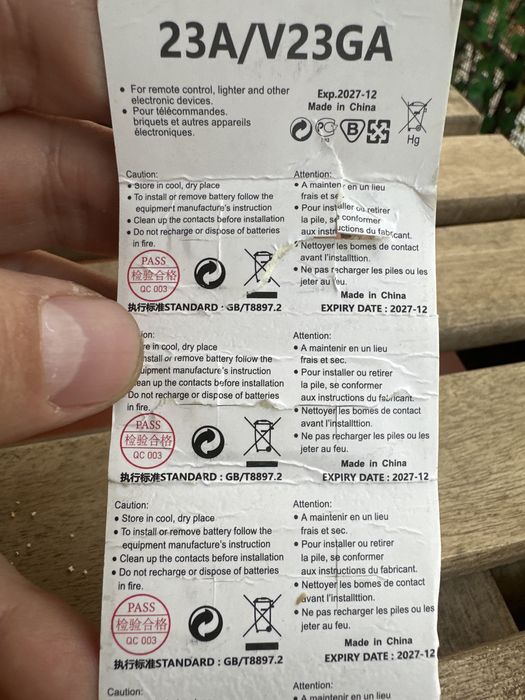 23A/V23GA
• For remote control, lighter and other
electronic devices.
• Pour télécommandes.
briquets et autres appareils
électroniques.
Exp.2027-12
Made in China
PC
B
Hg
Caution:
• Store in cool, dry place
• To install or remove battery follow the
equipment manufacture's instruction
• Clean up the contacts before installation
• Do not recharge or dispose of batteries
in fire.
PASS
检验合格
QC 003
执行标准STANDARD : GB/T8897.2
Attention:
• A mainten r en un lieu
frais et se
• Pour installer ou retirer
la pile, se conformer
aux instructions du fabricant.
Nettoyer les bornes de contact
avant l'installtition.
• Ne pas recharger les piles ou les
jeter au feu.
Made in China
EXPIRY DATE : 2027-12
ion:
re in cool, dry place
nstall or remove battery follow the
uipment manufacture's instruction
ean up the contacts before installation
Do not recharge or dispose of batteries
in fire.
PASS
检验合格
QC 003
执行标准STANDARD : GB/T8897.2
Attention:
• A maintenir en un lieu
frais et sec.
• Pour installer ou retirer
la pile, se conformer
aux instructions du fabricant.
• Nettoyer les bornes de contact
avant l'installtition.
• Ne pas recharger les piles ou les
jeter au feu.
Made in China
EXPIRY DATE : 2027-12
Caution:
• Store in cool, dry place
• To install or remove battery follow the
equipment manufacture's instruction
• Clean up the contacts before installation
• Do not recharge or dispose of batteries
in fire.
PASS
检验合格
QC 003
执行标准STANDARD : GB/T8897.2
Attention:
• A maintenir en un lieu
frais et sec.
• Pour installer ou retirer
la pile, se conformer
aux instructions du fabricant.
• Nettoyer les bornes de contact
avant l'installtition.
• Ne pas recharger les piles ou les
jeter au feu.
Made in China
EXPIRY DATE : 2027-12
Caution:
Attention:
• A maintenir en un lieu